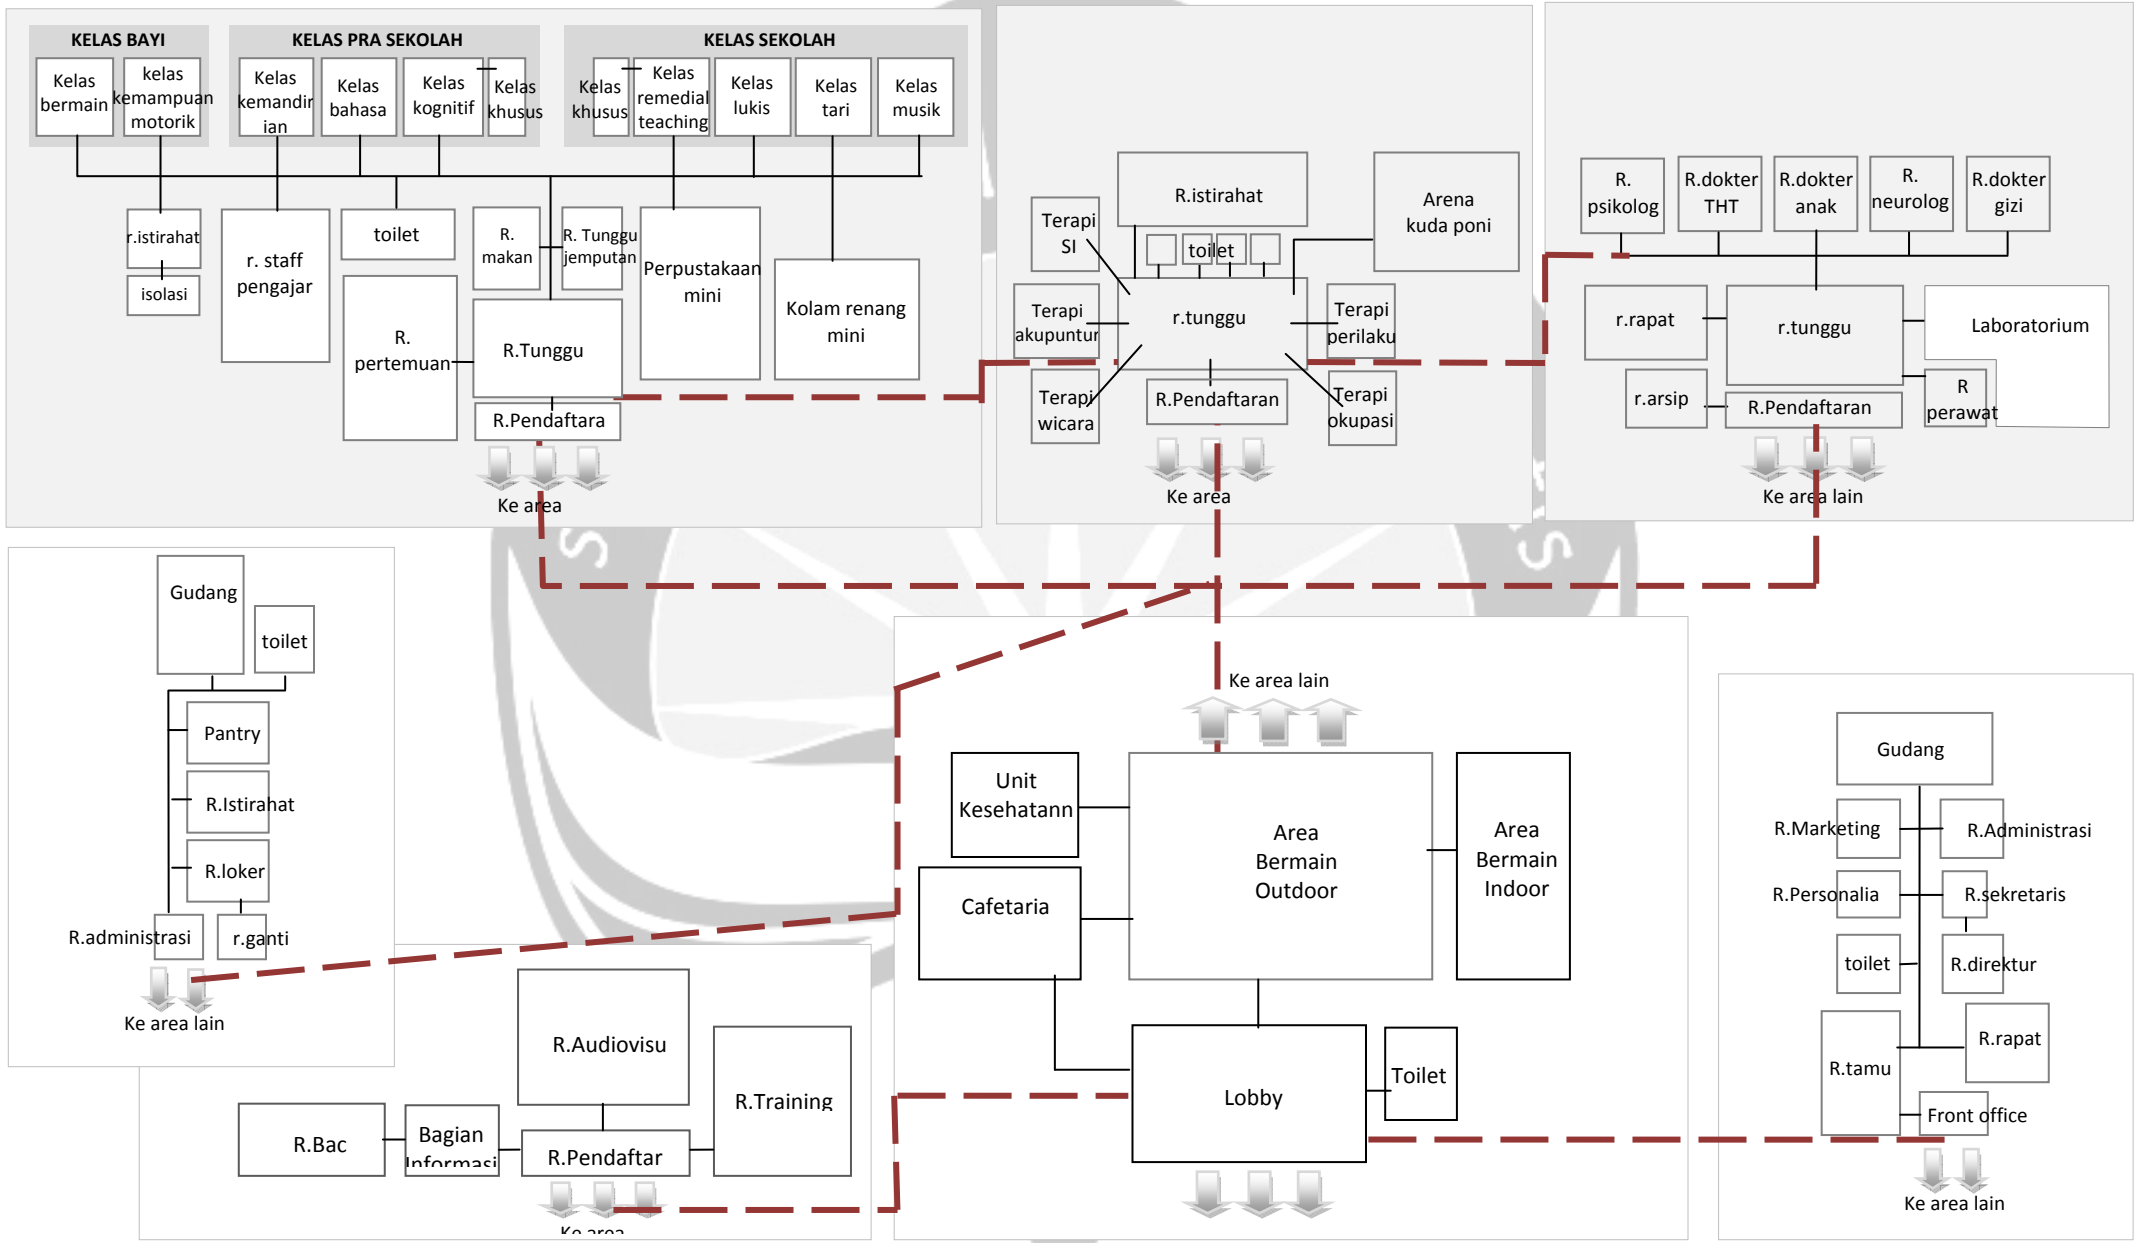 KELAS BAYI
KELAS PRA SEKOLAH
KELAS SEKOLAH
Kelas
bermain
kelas
kemampuan
motorik
Kelas
kemandir
ian
Kelas
bahasa
Kelas
kognitif
Kelas
khusus
Kelas
khusus
Kelas
remedial
teaching
Kelas
lukis
Kelas
tari
Kelas
musik
r.istirahat
isolasi
r. staff
pengajar
toilet
R.
pertemuan
R.
makan
R. Tunggu
jemputan
R.Tunggu
R.Pendaftara
Perpustakaan
mini
Kolam renang
mini
Ke area
R.istirahat
Arena
kuda poni
Terapi
SI
toilet
Terapi
akupuntur
r.tunggu
Terapi
perilaku
Terapi
wicara
R.Pendaftaran
Terapi
okupasi
Ke area
R.
psikolog
R.dokter
THT
R.dokter
anak
R.
neurolog
R.dokter
gizi
r.rapat
r.tunggu
Laboratorium
r.arsip
R.Pendaftaran
R
perawat
Ke area lain
Gudang
toilet
Pantry
R.Istirahat
R.loker
R.administrasi
r.ganti
Ke area lain
R.Audiovisu
R.Training
R.Bac
Bagian
Informasi
R.Pendaftar
Ke area
Ke area lain
Unit
Kesehatann
Area
Bermain
Outdoor
Area
Bermain
Indoor
Cafetaria
Lobby
Toilet
Gudang
R.Marketing
R.Administrasi
R.Personalia
R.sekretaris
toilet
R.direktur
R.tamu
R.rapat
Front office
Ke area lain